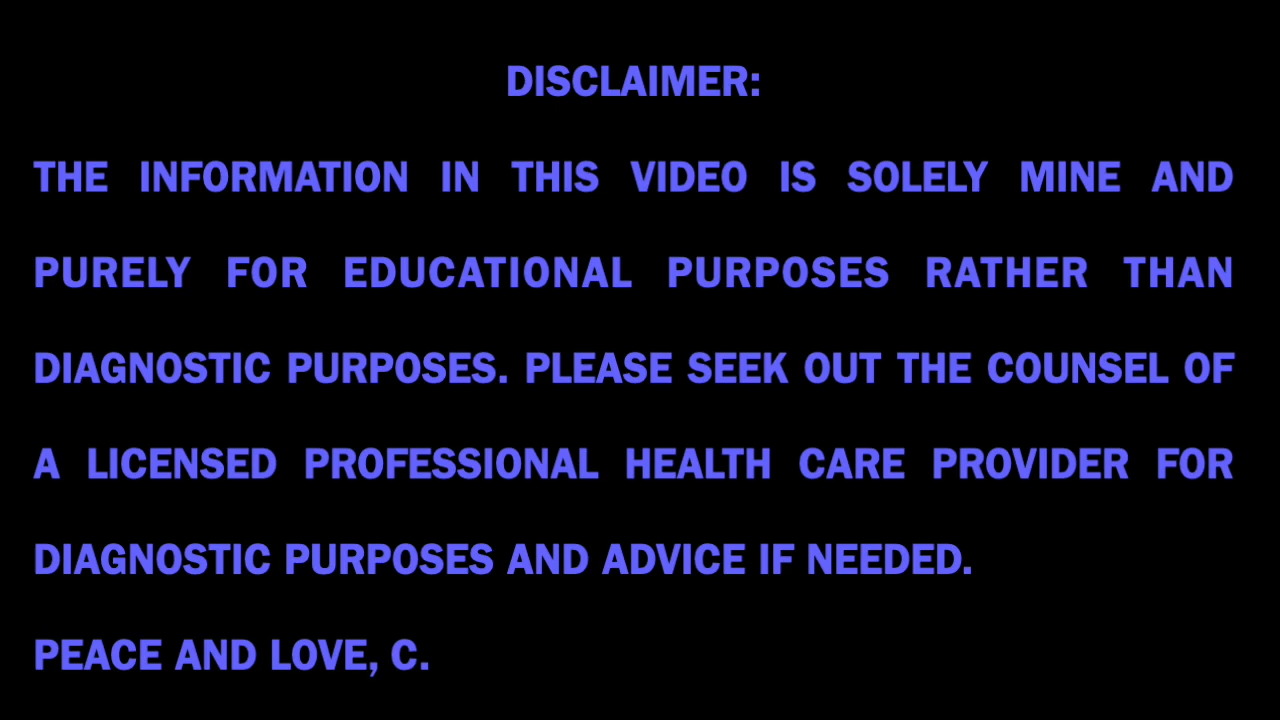 DISCLAIMER:
THE INFORMATION IN THIS VIDEO IS SOLELY MINE AND
PURELY FOR EDUCATIONAL PURPOSES RATHER THAN
DIAGNOSTIC PURPOSES. PLEASE SEEK OUT THE COUNSEL OF
A LICENSED PROFESSIONAL HEALTH CARE PROVIDER FOR
DIAGNOSTIC PURPOSES AND ADVICE IF NEEDED.
PEACE AND LOVE, C.